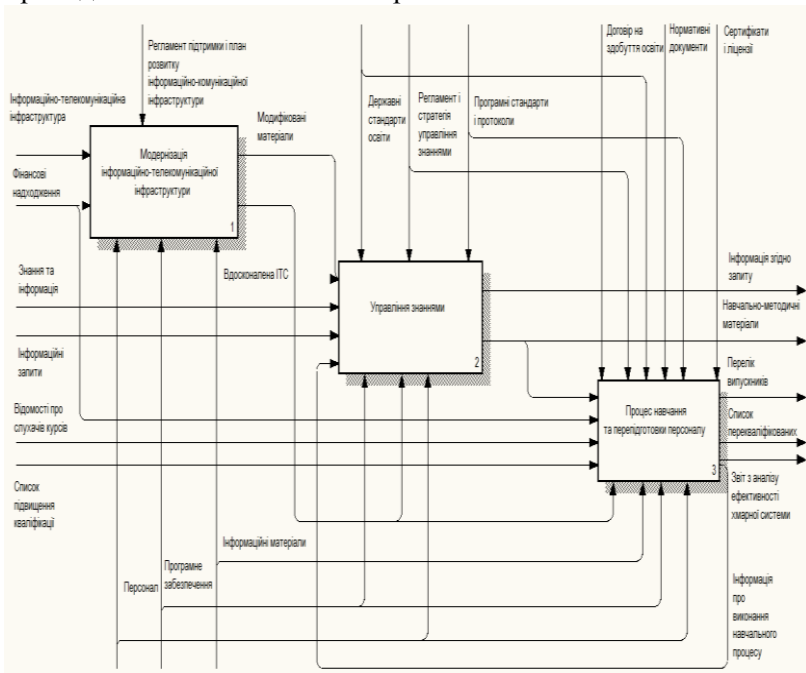 Регламент підтримки і план
розвитку
інформаційно-комунікаційної
інфраструктури
Інформаційно-телекомунікаційна
інфраструктура
Фінансові
надходження
Модернізація
інформаційно-телекомунікаційної
інфраструктури
1
Модифіковані
матеріали
Державні
стандарти
освіти
Регламент і
стратегія
управління
знаннями
Програмні стандарти
і протоколи
Договір на
здобуття освіти
Нормативні
документи
Сертифікати
і ліцензії
Знання та
інформація
Вдосконалена ІТС
Управління знаннями
2
Інформація згідно
запиту
Навчально-методичні
матеріали
Інформаційні
запити
Відомості про
слухачів курсів
Список
підвищення
кваліфікації
Процес навчання
та перепідготовки персоналу
3
Перелік
випускників
Список
перекваліфікованих
Звіт з аналізу
ефективності
хмарної системи
Інформаційні матеріали
Програмне
забезпечення
Персонал
Інформація
про
виконання
навчального
процесу